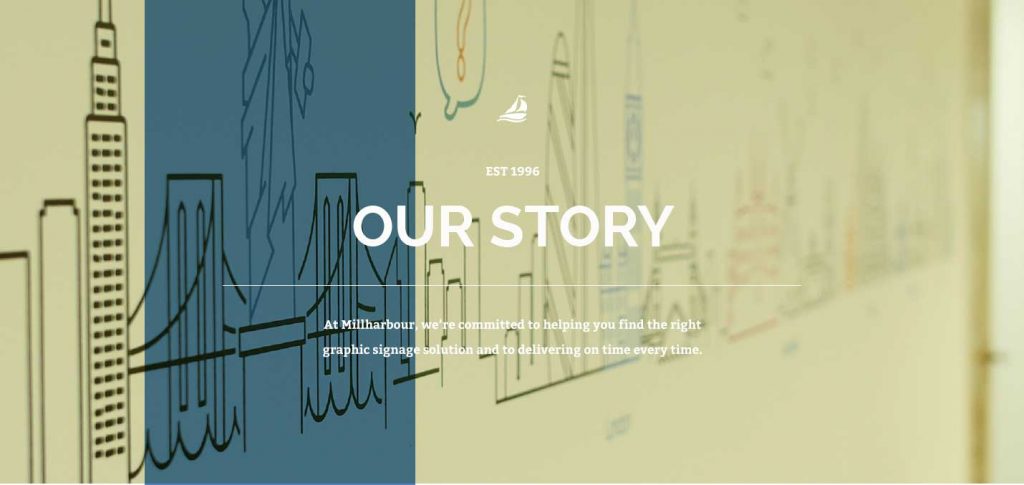 EST 1996
OUR STORY
At Millharbour, we're committed to helping you find the right
graphic signage solution and to delivering on time every time.